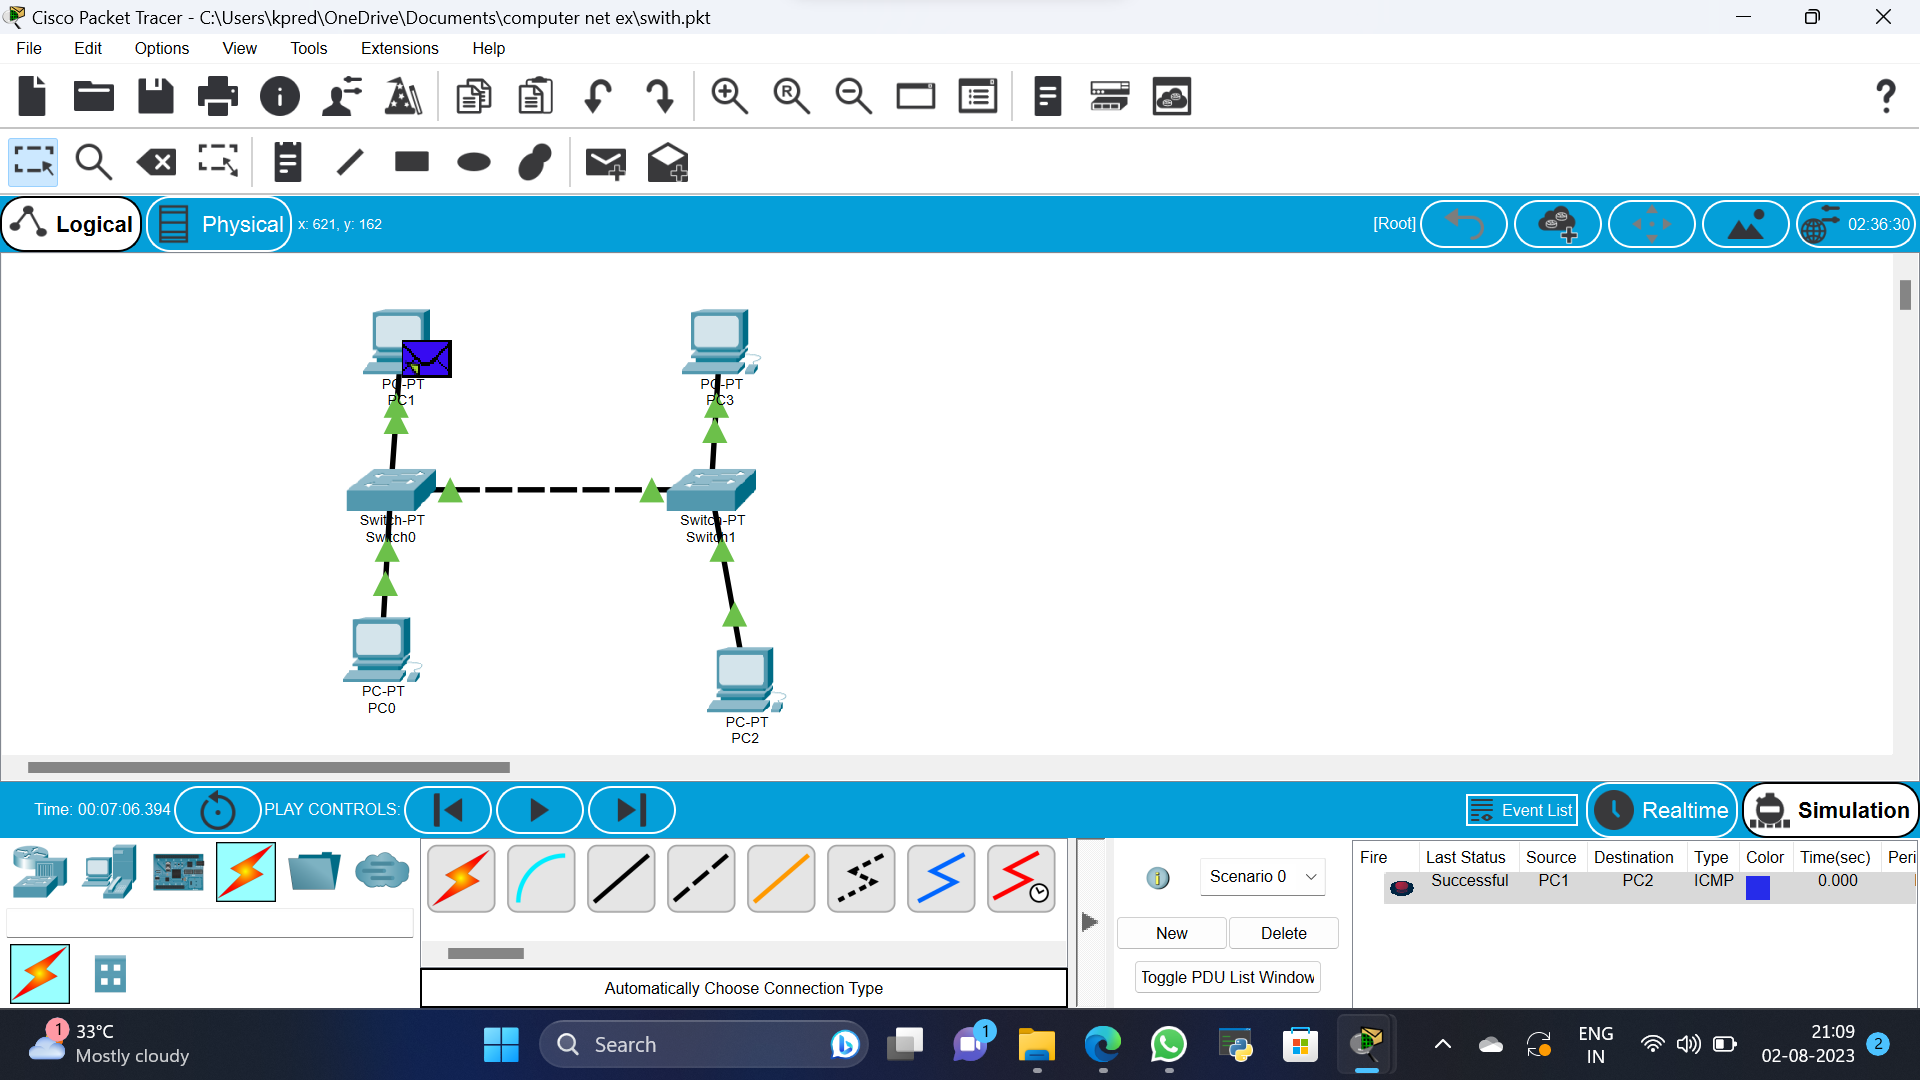 Cisco Packet Tracer - C:\Users\kpred\OneDrive\Documents\computer net ex\swith.pkt
File Edit Options View Tools Extensions Help
Logical Physical x: 621, y: 162 [Root] 02:36:30
PC-PT
PC1
PC-PT
PC3
Switch-PT
Switch0
Switch-PT
Switch1
PC-PT
PC0
PC-PT
PC2
Time: 00:07:06.394 PLAY CONTROLS: Event List Realtime Simulation
Fire Last Status Source Destination Type Color Time(sec) Peri
Successful PC1 PC2 ICMP 0.000
Scenario 0
New Delete
Toggle PDU List Window
Automatically Choose Connection Type
1 33°C
Mostly cloudy
Search
1
ENG
IN
21:09
02-08-2023
2